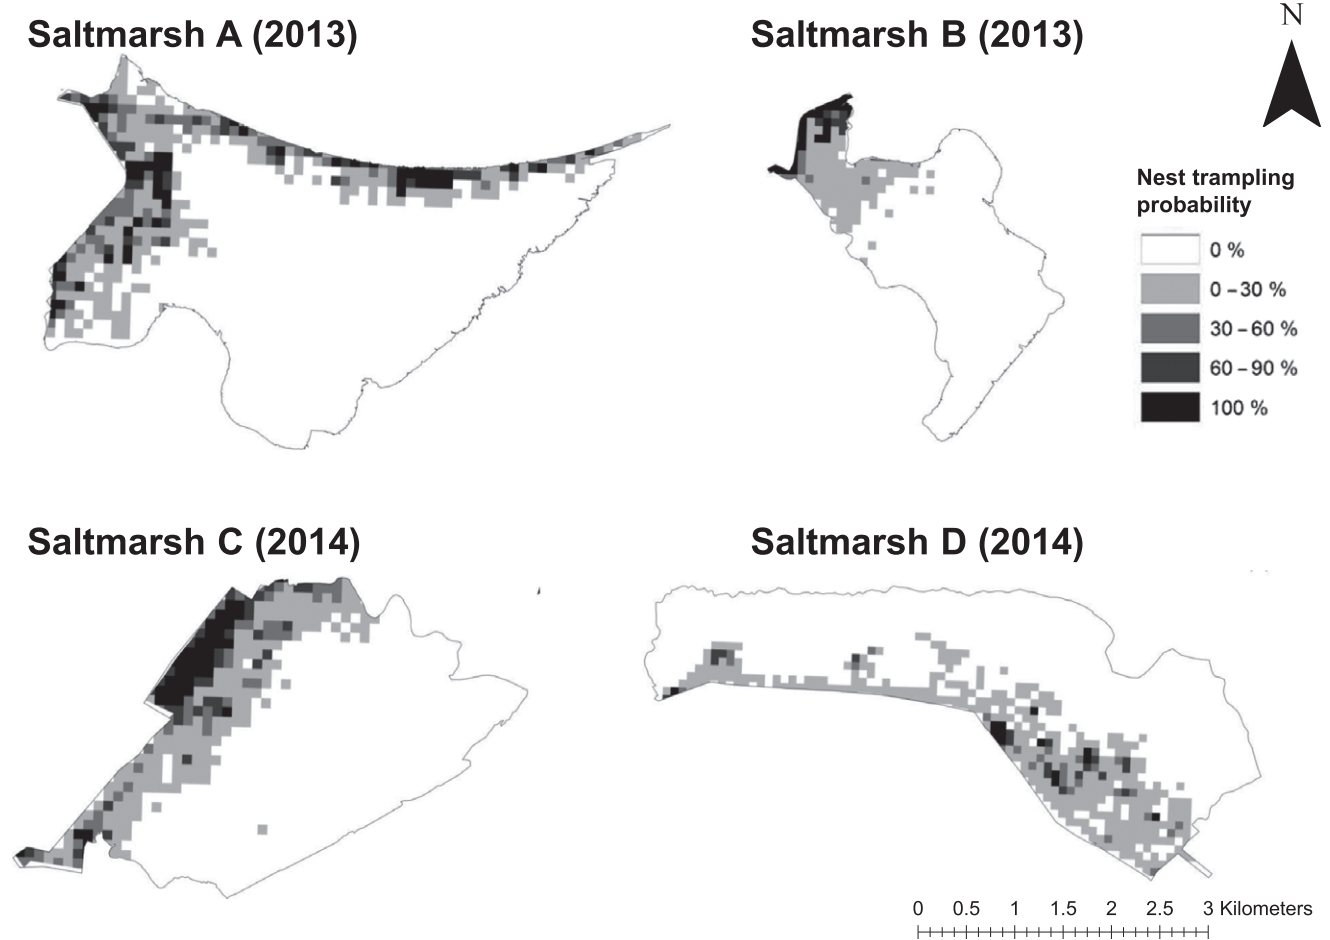 Saltmarsh A (2013)
Saltmarsh B (2013)
N
Nest trampling
probability
0 %
0 – 30 %
30 – 60 %
60 – 90 %
100 %
Saltmarsh C (2014)
Saltmarsh D (2014)
0 0.5 1 1.5 2 2.5 3 Kilometers